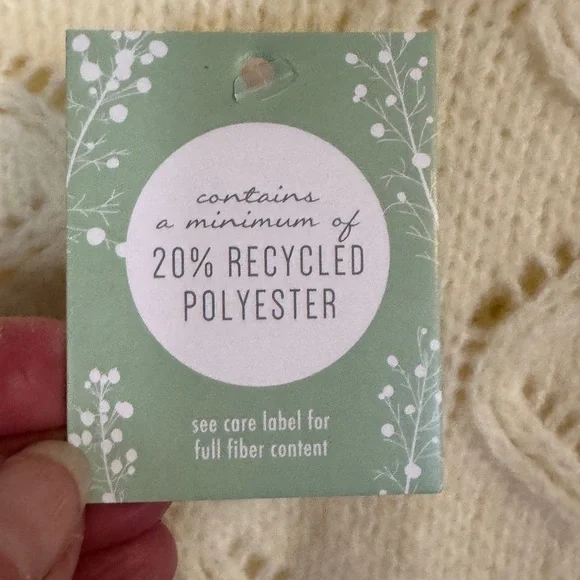 contains
a minimum of
20% RECYCLED
POLYESTER
see care label for
full fiber content